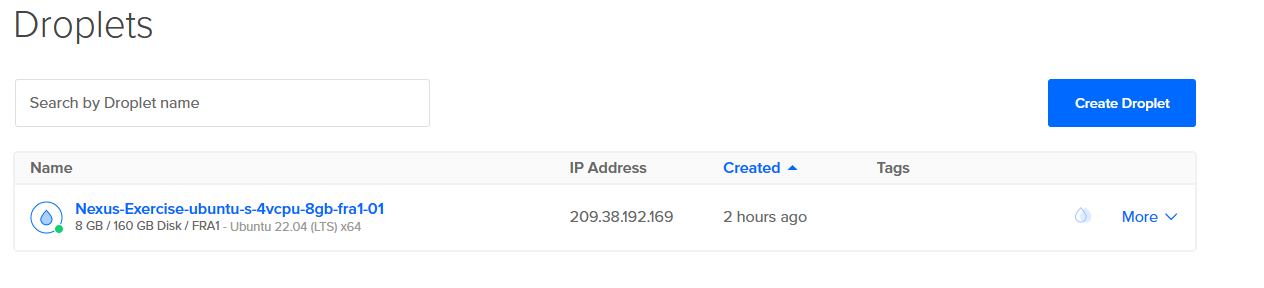 Droplets
Search by Droplet name
Create Droplet
Name IP Address Created Tags
Nexus-Exercise-ubuntu-s-4vcpu-8gb-fra1-01
8 GB / 160 GB Disk / FRA1 - Ubuntu 22.04 (LTS) x64
209.38.192.169 2 hours ago More